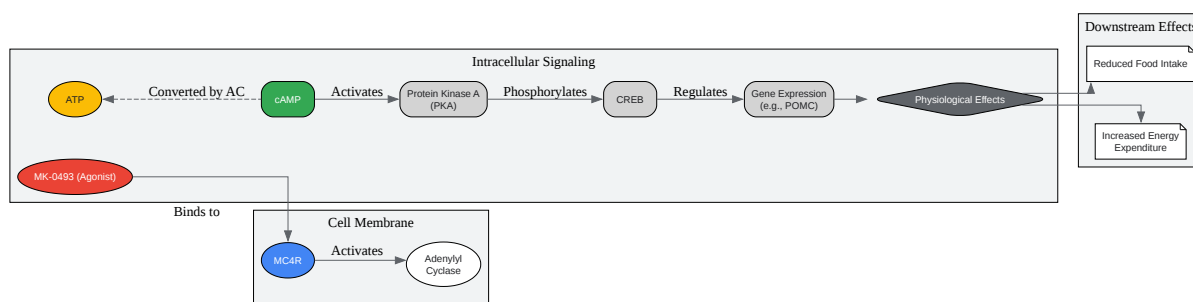 Downstream Effects
Intracellular Signaling
Reduced Food Intake
ATP
Converted by AC
cAMP
Activates
Protein Kinase A
(PKA)
Phosphorylates
CREB
Regulates
Gene Expression
(e.g., POMC)
Physiological Effects
Increased Energy
Expenditure
MK-0493 (Agonist)
Binds to
Cell Membrane
MC4R
Activates
Adenylyl
Cyclase